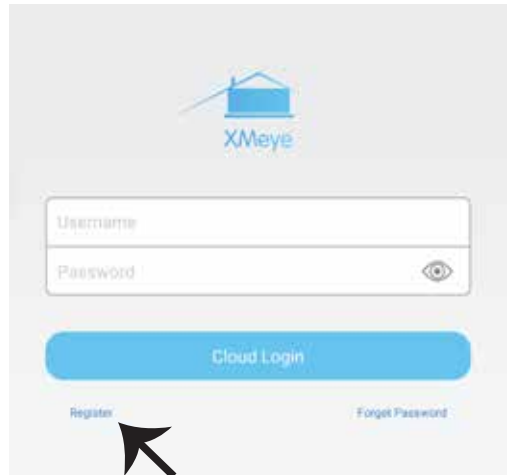 XMeye
Username
Password
Cloud Login
Register
Forget Password